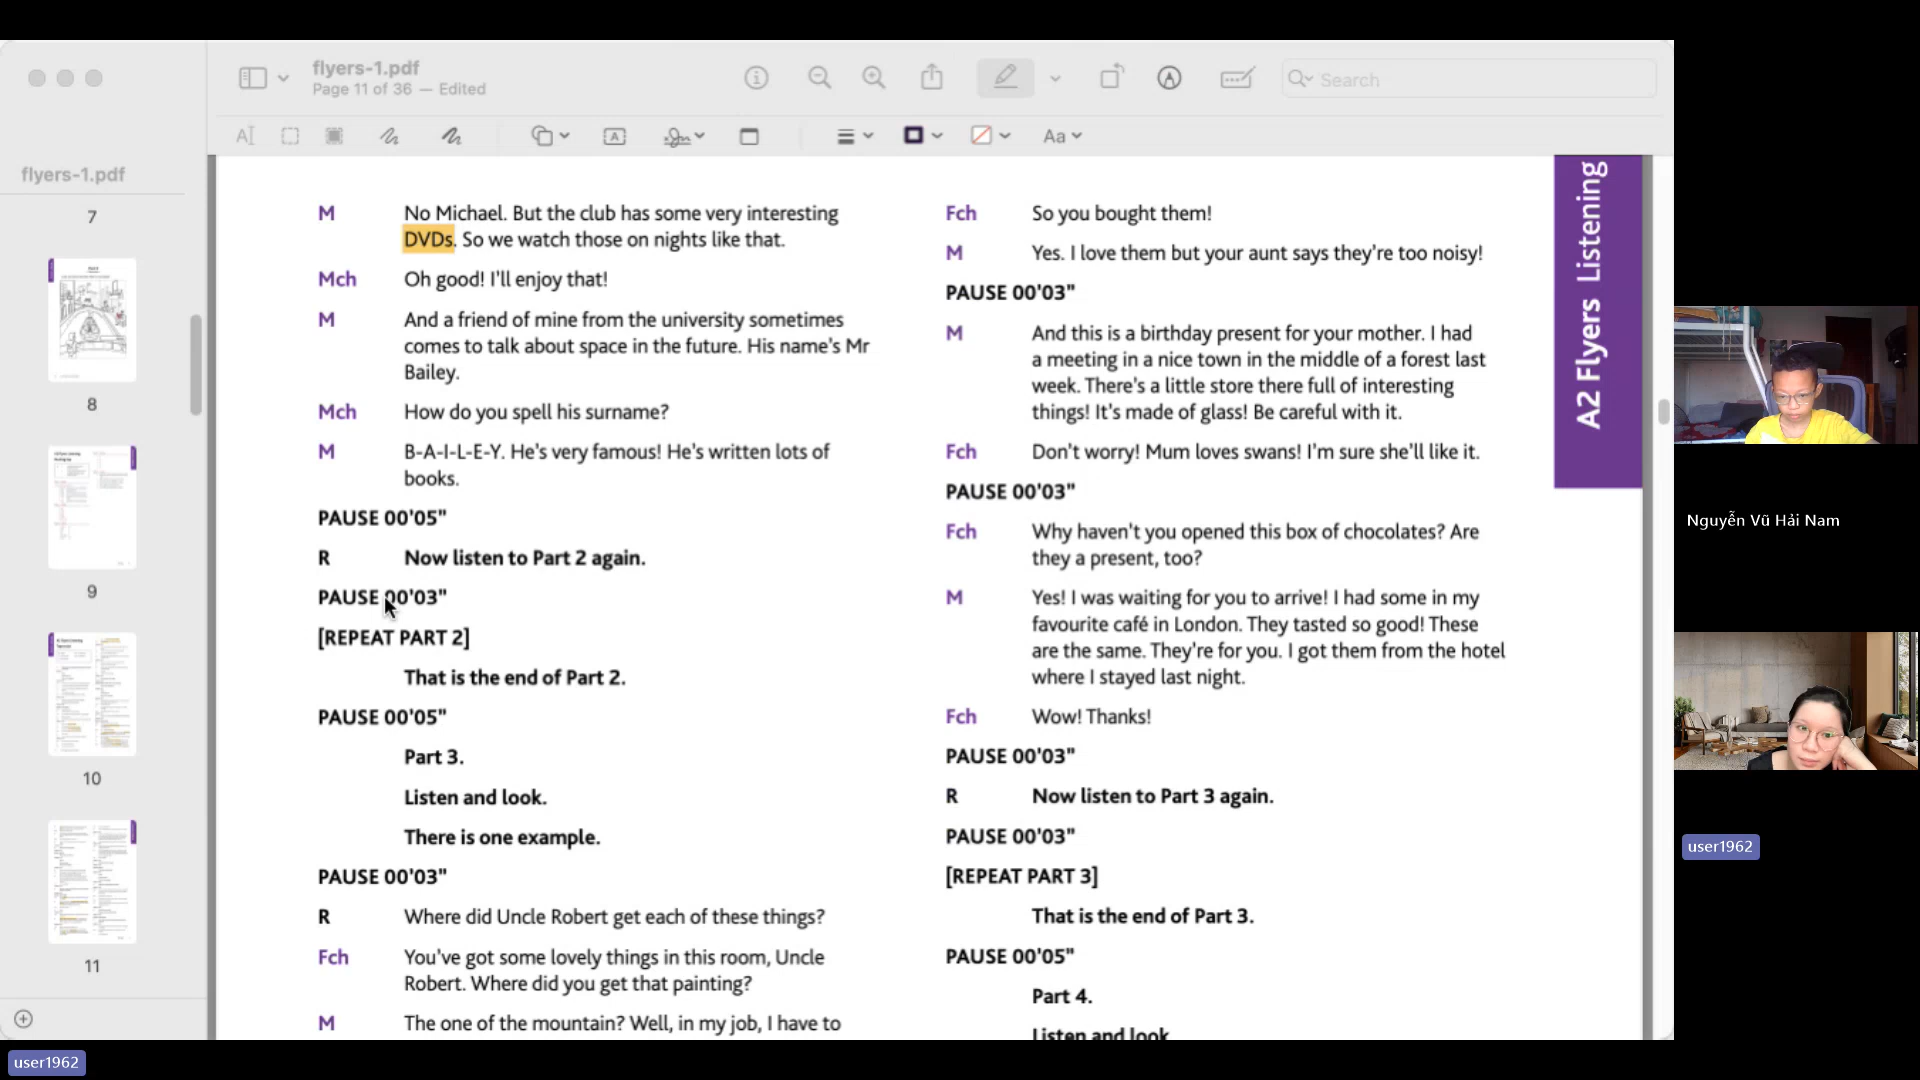 flyers-1.pdf
Page 11 of 36 — Edited
Search
Aa
flyers-1.pdf
7
8
9
10
11
M No Michael. But the club has some very interesting
DVDs. So we watch those on nights like that.
Mch Oh good! I'll enjoy that!
M And a friend of mine from the university sometimes
comes to talk about space in the future. His name's Mr
Bailey.
Mch How do you spell his surname?
M B-A-I-L-E-Y. He's very famous! He's written lots of
books.
PAUSE 00'05"
R Now listen to Part 2 again.
PAUSE 00'03"
[REPEAT PART 2]
That is the end of Part 2.
PAUSE 00'05"
Part 3.
Listen and look.
There is one example.
PAUSE 00'03"
R Where did Uncle Robert get each of these things?
Fch You've got some lovely things in this room, Uncle
Robert. Where did you get that painting?
M The one of the mountain? Well, in my job, I have to
Fch So you bought them!
M Yes. I love them but your aunt says they're too noisy!
PAUSE 00'03"
M And this is a birthday present for your mother. I had
a meeting in a nice town in the middle of a forest last
week. There's a little store there full of interesting
things! It's made of glass! Be careful with it.
Fch Don't worry! Mum loves swans! I'm sure she'll like it.
PAUSE 00'03"
Fch Why haven't you opened this box of chocolates? Are
they a present, too?
M Yes! I was waiting for you to arrive! I had some in my
favourite café in London. They tasted so good! These
are the same. They're for you. I got them from the hotel
where I stayed last night.
Fch Wow! Thanks!
PAUSE 00'03"
R Now listen to Part 3 again.
PAUSE 00'03"
[REPEAT PART 3]
That is the end of Part 3.
PAUSE 00'05"
Part 4.
Listen and look
A2 Flyers Listening
Nguyễn Vũ Hải Nam
user1962
user1962